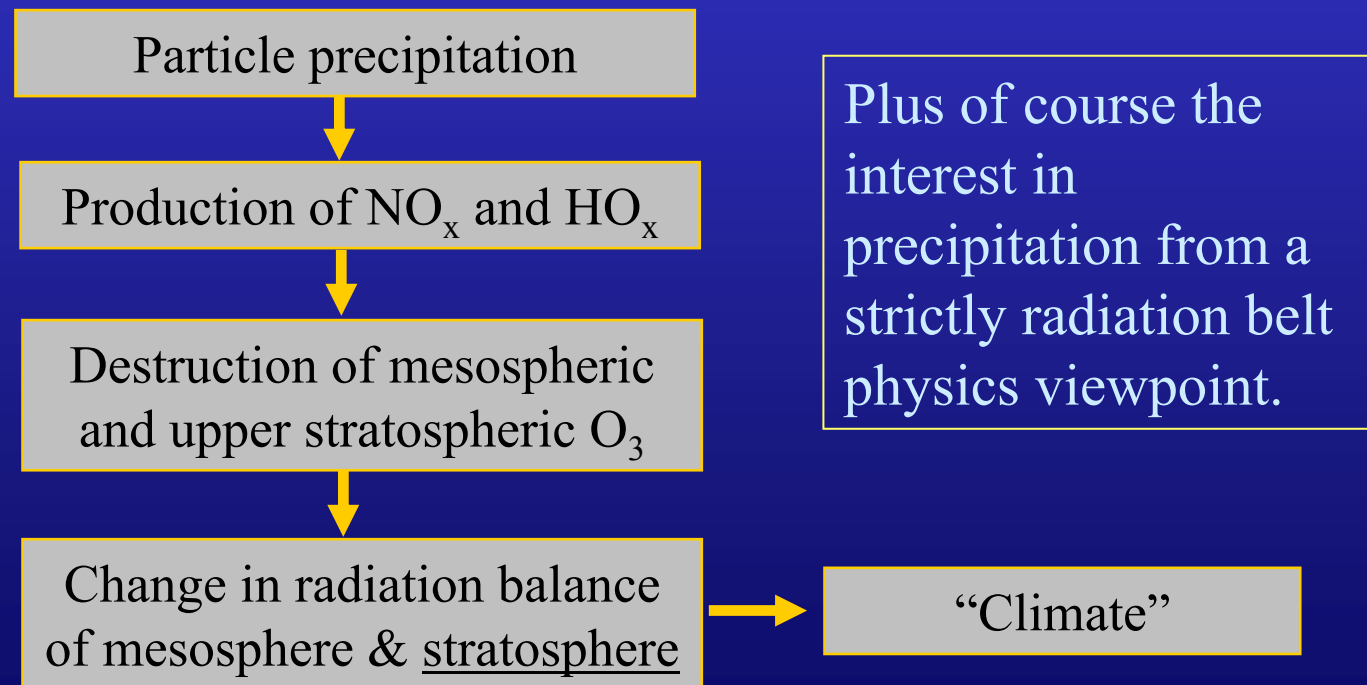 Particle precipitation
Production of NOₓ and HOₓ
Destruction of mesospheric
and upper stratospheric O₃
Change in radiation balance
of mesosphere & stratosphere
“Climate”
Plus of course the
interest in
precipitation from a
strictly radiation belt
physics viewpoint.